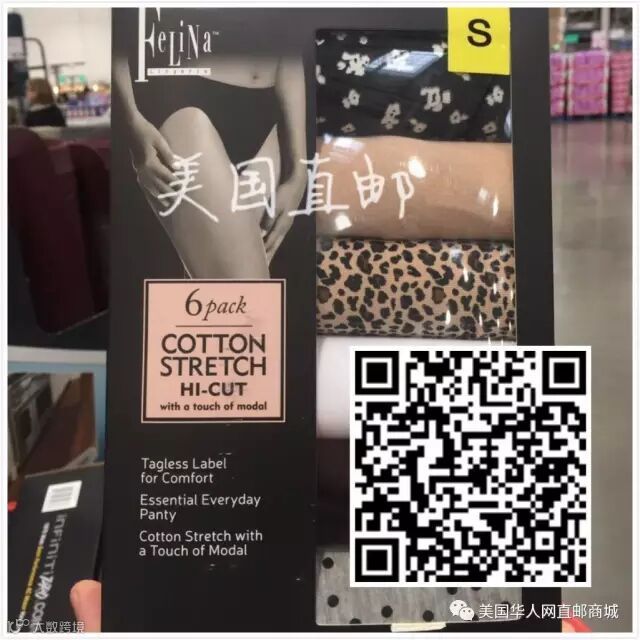 FeLiNa™
Lingerie
S
美国直邮
6 pack
COTTON
STRETCH
HI-CUT
with a touch of modal
Tagless Label
for Comfort
Essential Everyday
Panty
Cotton Stretch with
a Touch of Modal
美国华人网直邮商城
大数跨境